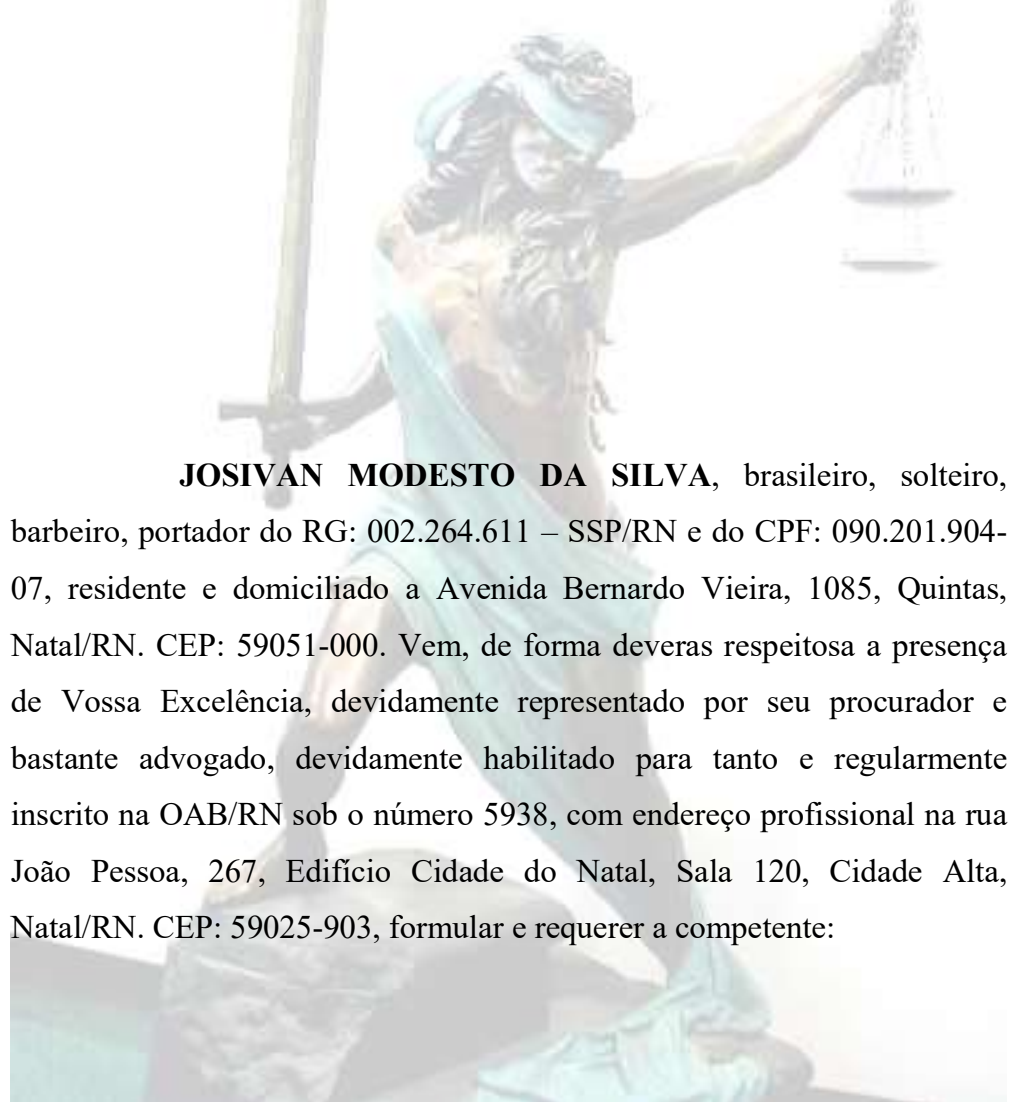 JOSIVAN MODESTO DA SILVA, brasileiro, solteiro,
barbeiro, portador do RG: 002.264.611 – SSP/RN e do CPF: 090.201.904-
07, residente e domiciliado a Avenida Bernardo Vieira, 1085, Quintas,
Natal/RN. CEP: 59051-000. Vem, de forma deveras respeitosa a presença
de Vossa Excelência, devidamente representado por seu procurador e
bastante advogado, devidamente habilitado para tanto e regularmente
inscrito na OAB/RN sob o número 5938, com endereço profissional na rua
João Pessoa, 267, Edifício Cidade do Natal, Sala 120, Cidade Alta,
Natal/RN. CEP: 59025-903, formular e requerer a competente: